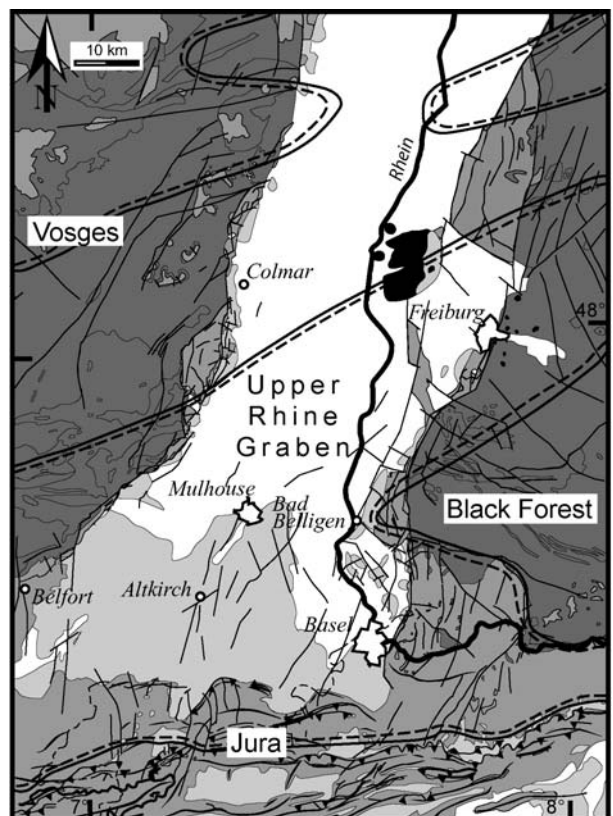 10 km
N
Rhein
Vosges
Colmar
Freiburg
48°
Upper
Rhine
Graben
Mulhouse
Bad
Belligen
Black Forest
Belfort
Altkirch
Basel
Jura
7°
8°